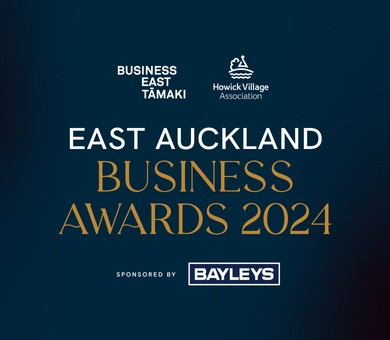 BUSINESS
EAST
TĀMAKI
Howick Village
Association
EAST AUCKLAND
BUSINESS
AWARDS 2024
SPONSORED BY
BAYLEYS